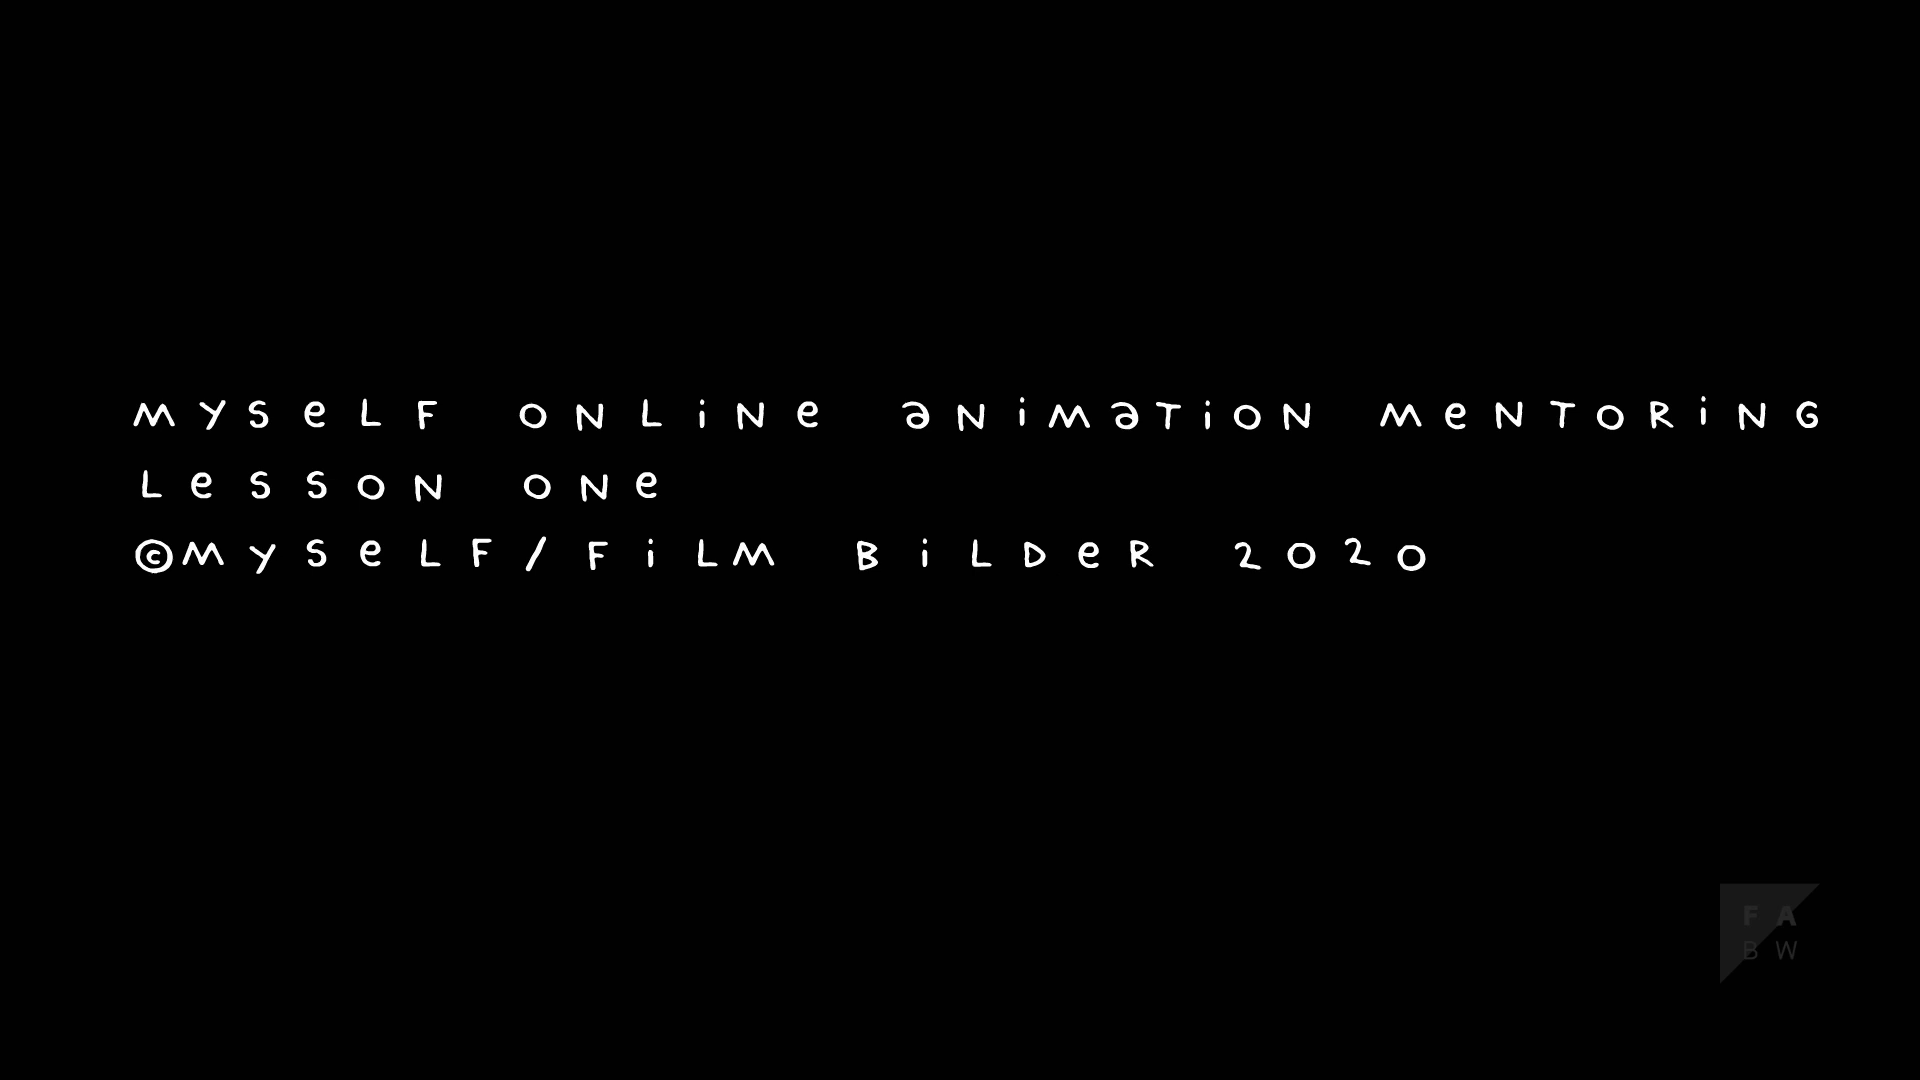 myself online animation mentoring
lesson one
©myself/film bilder 2020
F A
B W